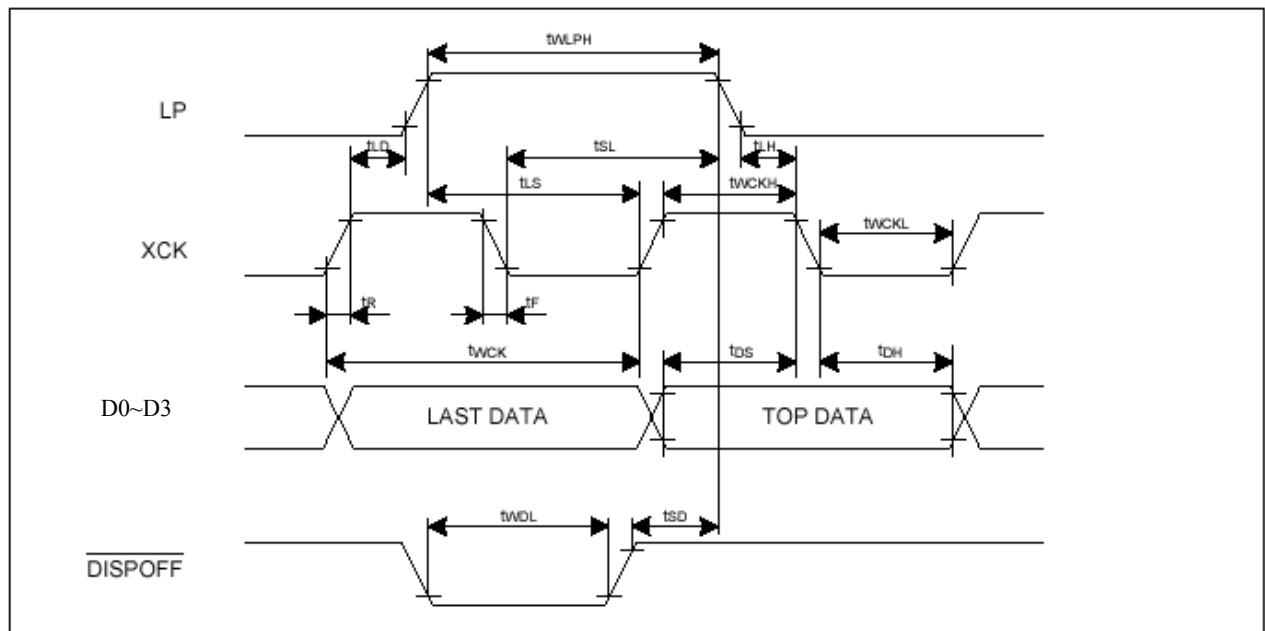 tWLPH
LP
tLD
tSL
tLH
tLS
tWCKH
XCK
tWCKL
tR
tF
tWCK
tDS
tDH
D0~D3
LAST DATA
TOP DATA
tWDL
tSD
DISPOFF